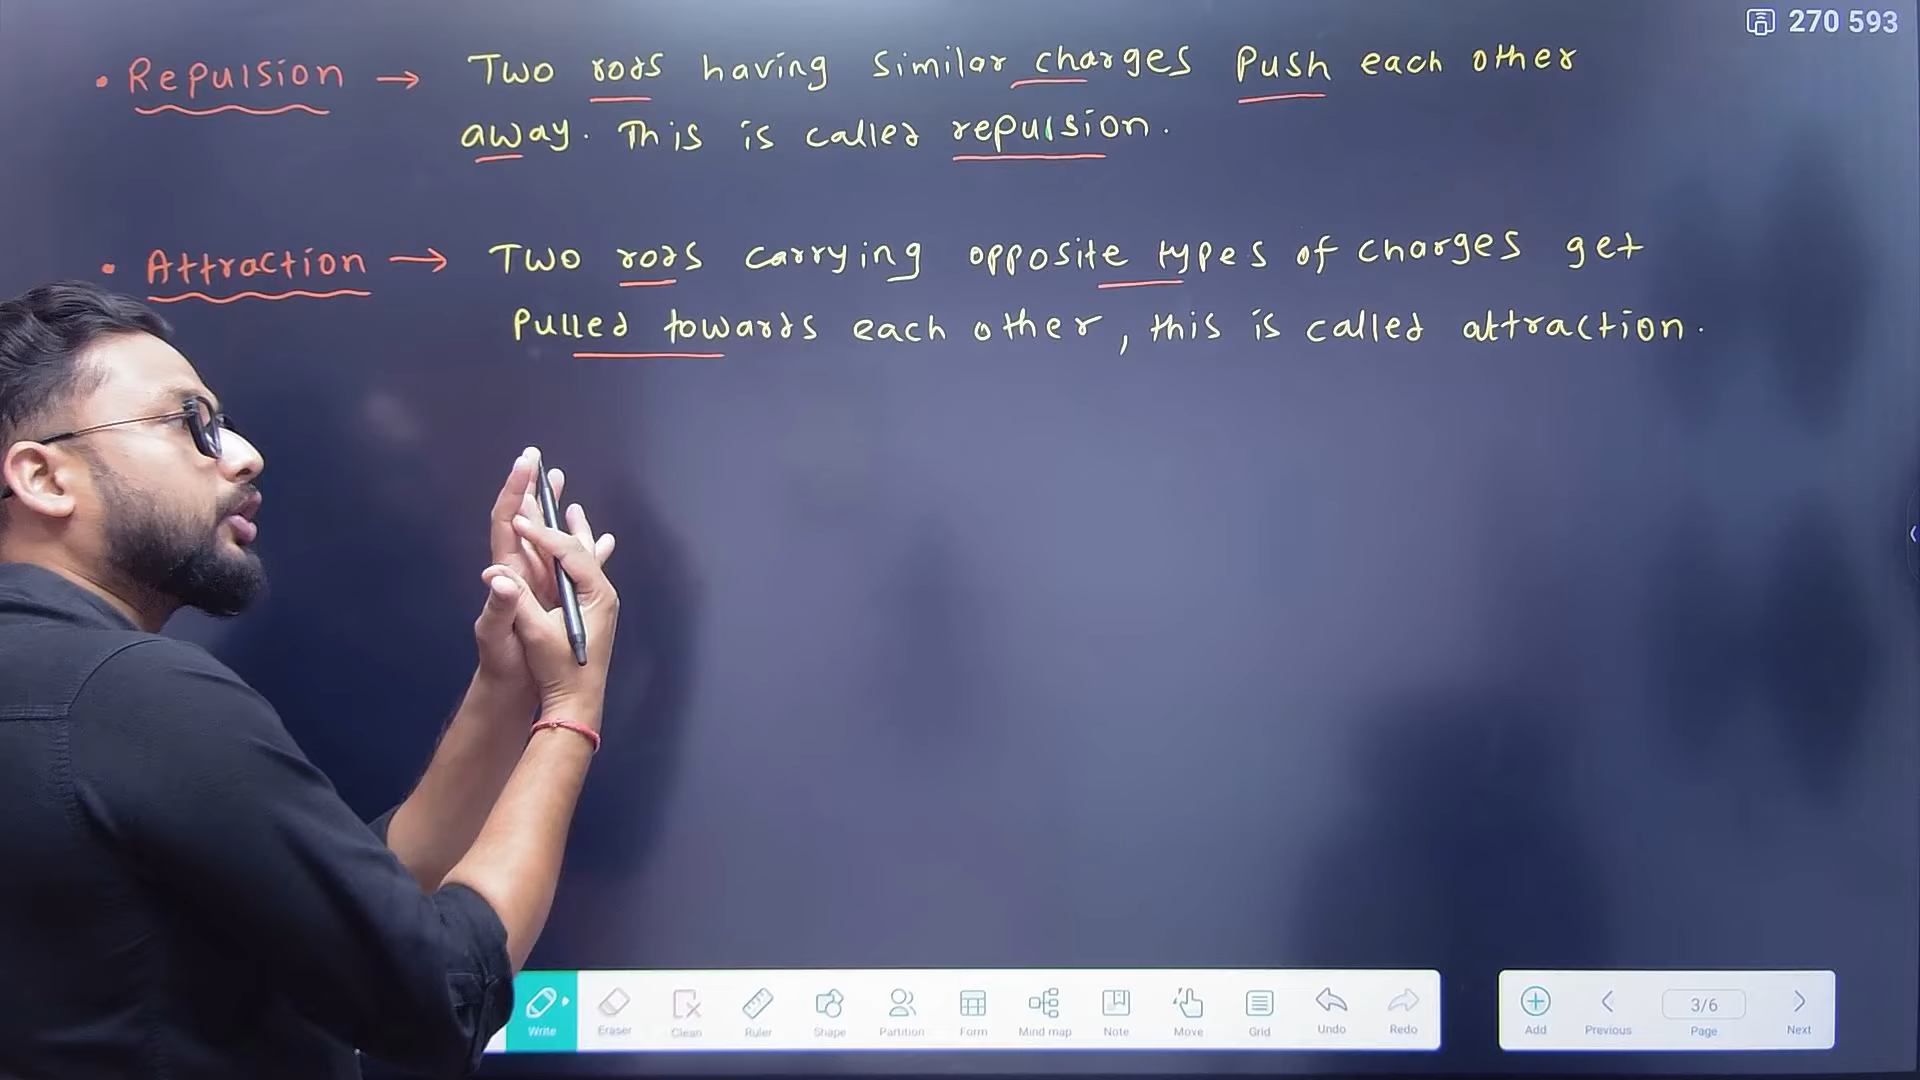 270 593
• Repulsion → Two rods having similar charges Push each other
away. This is called repulsion.
• Attraction → Two rods carrying opposite types of charges get
Pulled towards each other, this is called attraction.
Write Eraser Clean Ruler Shape Partition Form Mind map Note Move Grid Undo Redo
Add Previous 3/6 Page Next